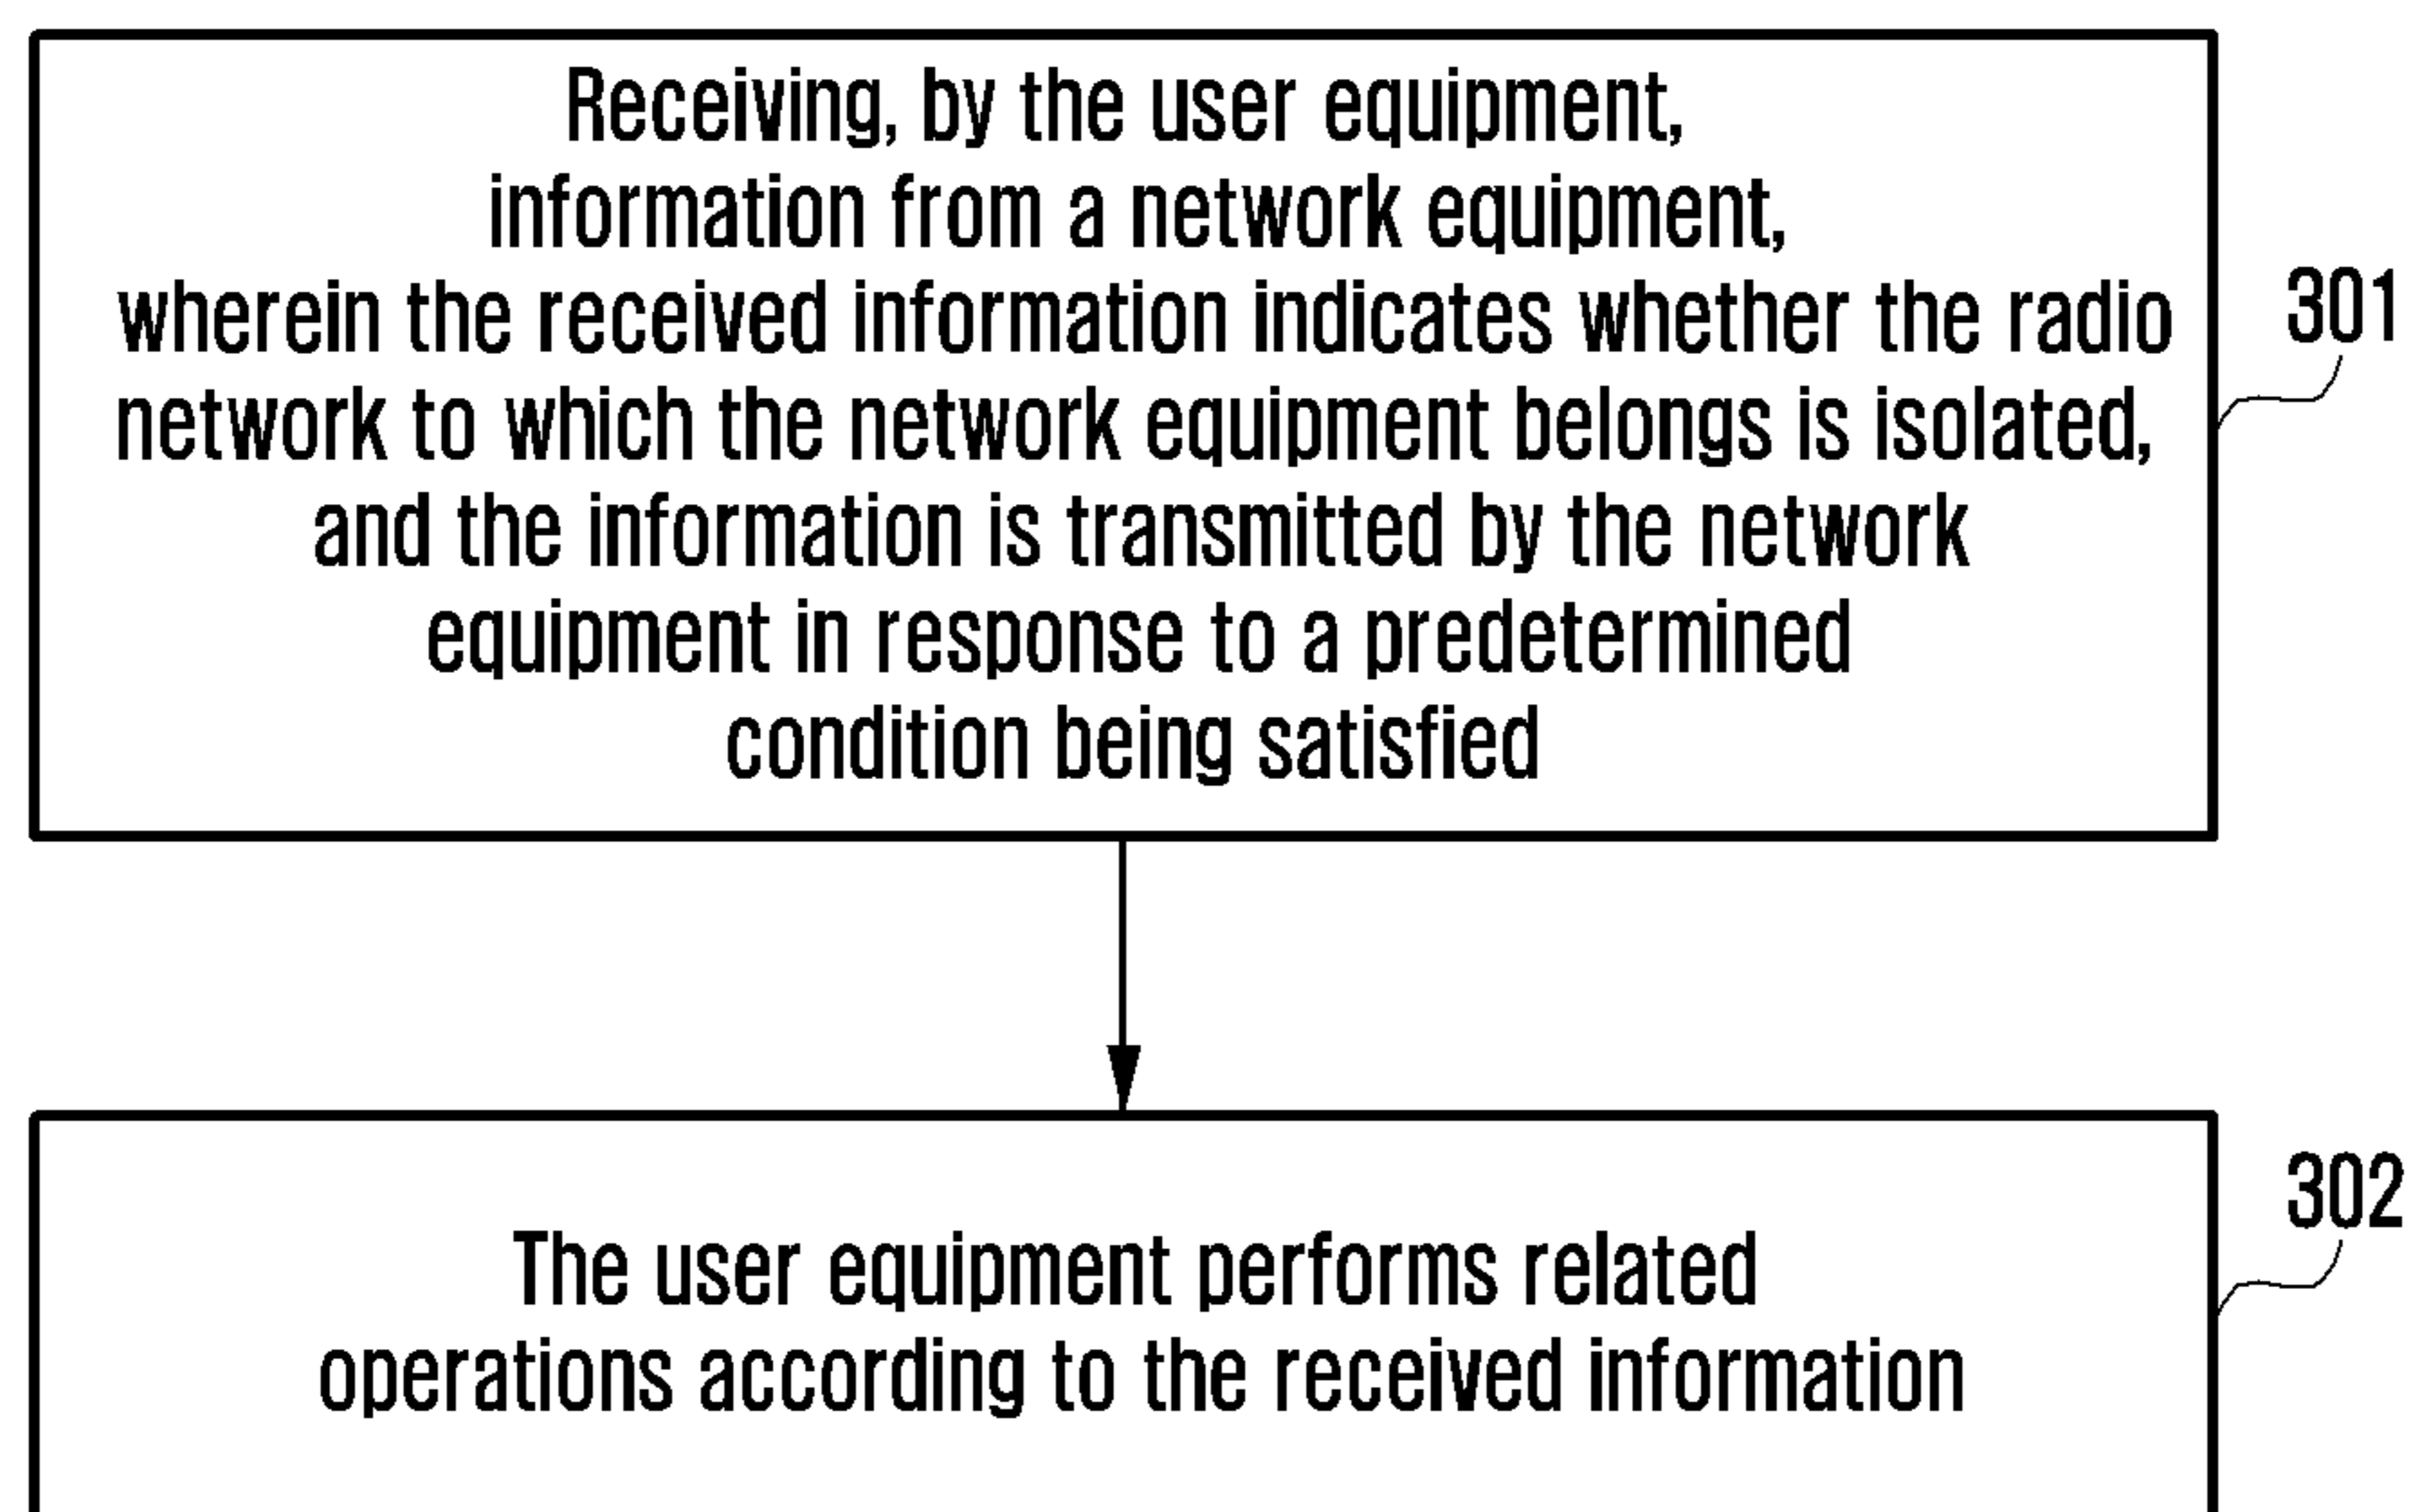 Receiving, by the user equipment,
information from a network equipment,
wherein the received information indicates whether the radio
network to which the network equipment belongs is isolated,
and the information is transmitted by the network
equipment in response to a predetermined
condition being satisfied
301
302
The user equipment performs related
operations according to the received information